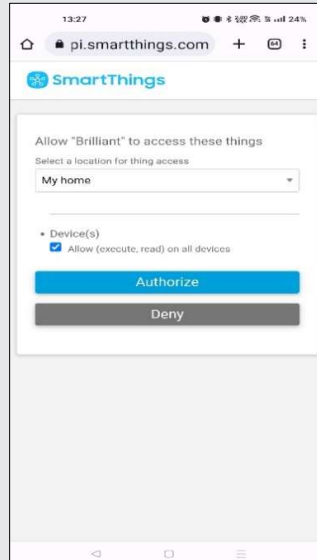 13:27
24%
pi.smartthings.com
64
SmartThings
Allow "Brilliant" to access these things
Select a location for thing access
My home
Device(s)
Allow (execute, read) on all devices
Authorize
Deny